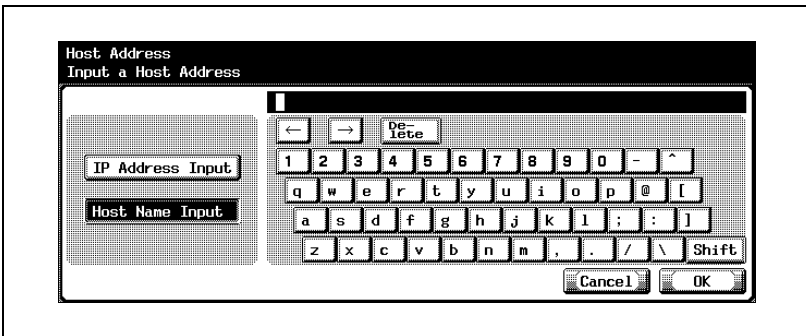 Host Address
Input a Host Address
← → De-
lete
IP Address Input
Host Name Input
1 2 3 4 5 6 7 8 9 0 - ^
q w e r t y u i o p @ [
a s d f g h j k l ; : ]
z x c v b n m , . / \ Shift
Cancel OK